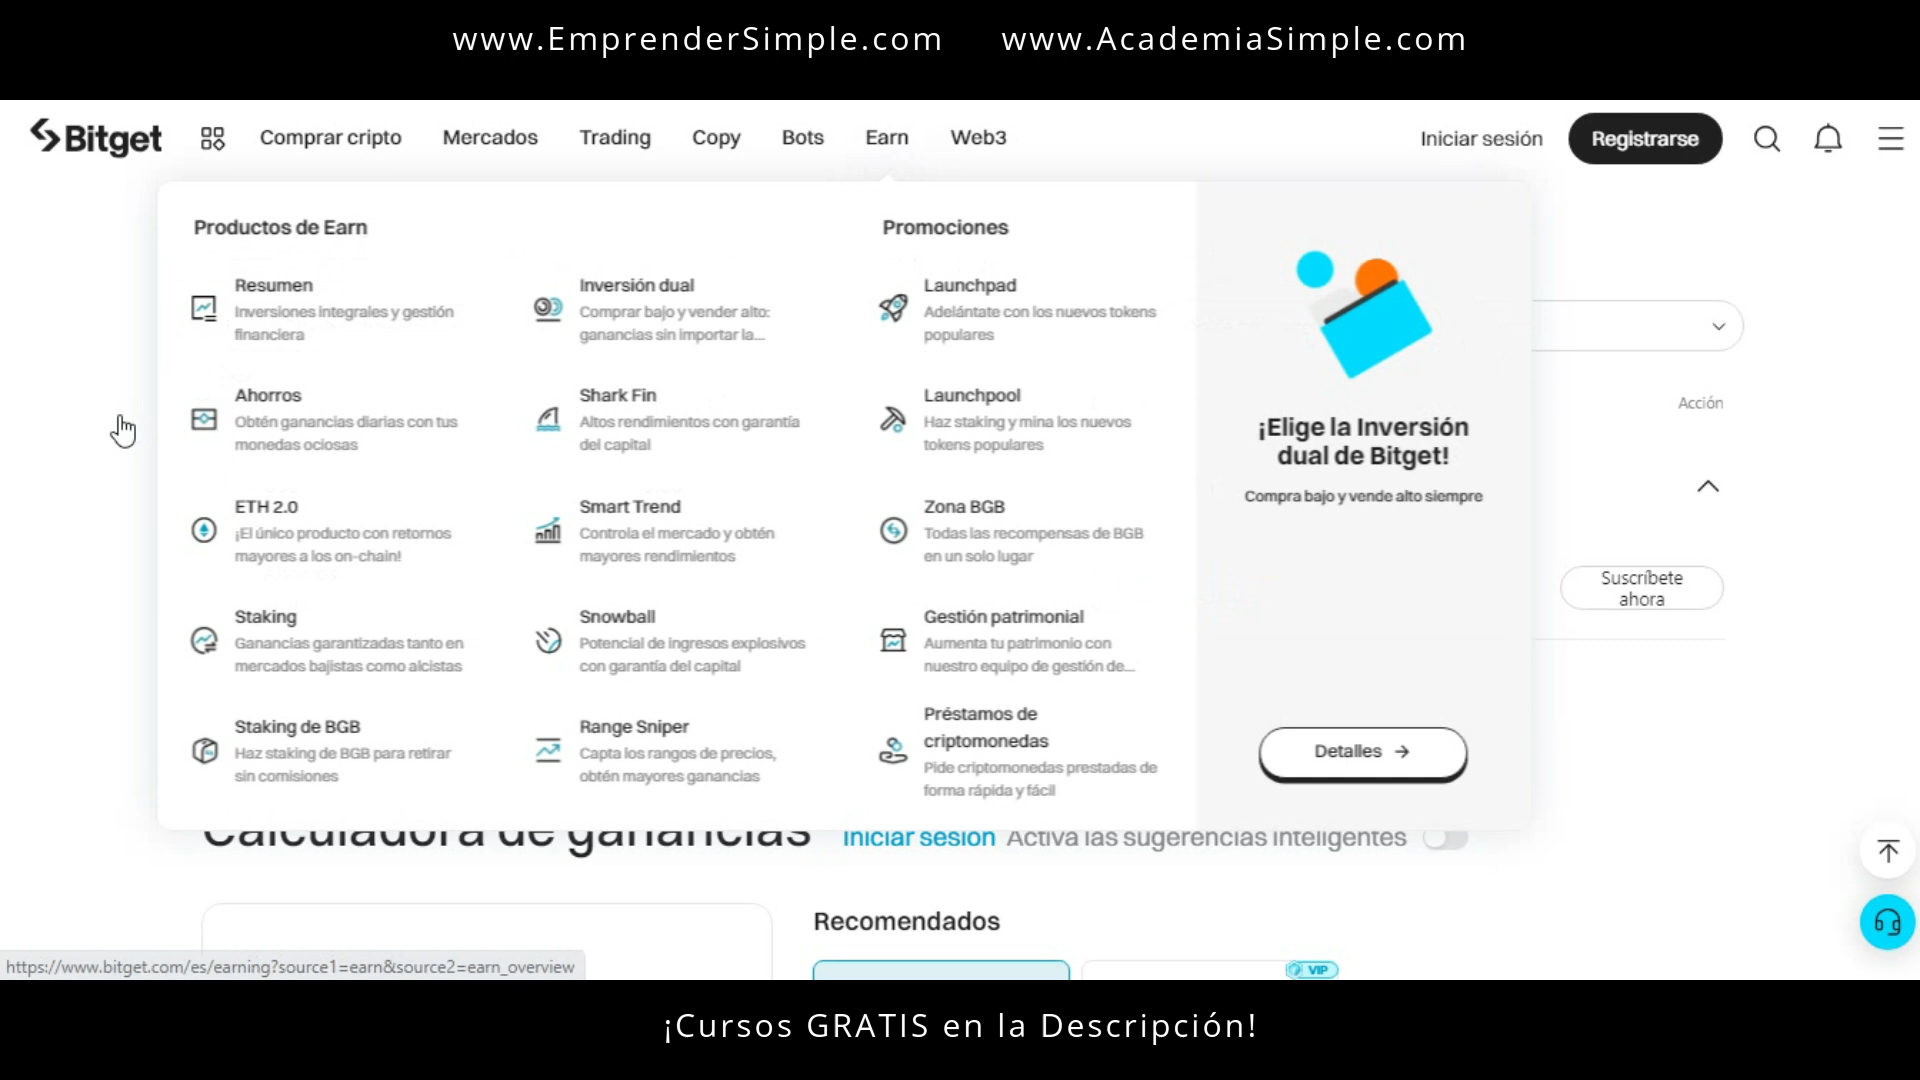 www.EmprenderSimple.com www.AcademiaSimple.com
Bitget
Comprar cripto Mercados Trading Copy Bots Earn Web3
Iniciar sesión Registrarse
Productos de Earn
Resumen
Inversiones integrales y gestión
financiera
Ahorros
Obtén ganancias diarias con tus
monedas ociosas
ETH 2.0
¡El único producto con retornos
mayores a los on-chain!
Staking
Ganancias garantizadas tanto en
mercados bajistas como alcistas
Staking de BGB
Haz staking de BGB para retirar
sin comisiones
Inversión dual
Comprar bajo y vender alto:
ganancias sin importar la...
Shark Fin
Altos rendimientos con garantía
del capital
Smart Trend
Controla el mercado y obtén
mayores rendimientos
Snowball
Potencial de ingresos explosivos
con garantía del capital
Range Sniper
Capta los rangos de precios,
obtén mayores ganancias
Promociones
Launchpad
Adelántate con los nuevos tokens
populares
Launchpool
Haz staking y mina los nuevos
tokens populares
Zona BGB
Todas las recompensas de BGB
en un solo lugar
Gestión patrimonial
Aumenta tu patrimonio con
nuestro equipo de gestión de...
Préstamos de
criptomonedas
Pide criptomonedas prestadas de
forma rápida y fácil
¡Elige la Inversión
dual de Bitget!
Compra bajo y vende alto siempre
Detalles
Acción
Suscríbete
ahora
Calculadora de ganancias Iniciar sesión Activa las sugerencias inteligentes
Recomendados
VIP
https://www.bitget.com/es/earning?source1=earn&source2=earn_overview
¡Cursos GRATIS en la Descripción!